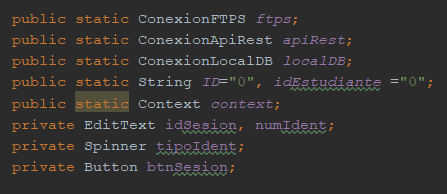 public static ConexionFTPS ftps;
public static ConexionApiRest apiRest;
public static ConexionLocalDB localDB;
public static String ID="0", idEstudiante ="0";
public static Context context;
private EditText idSesion, numIdent;
private Spinner tipoIdent;
private Button btnSesion;